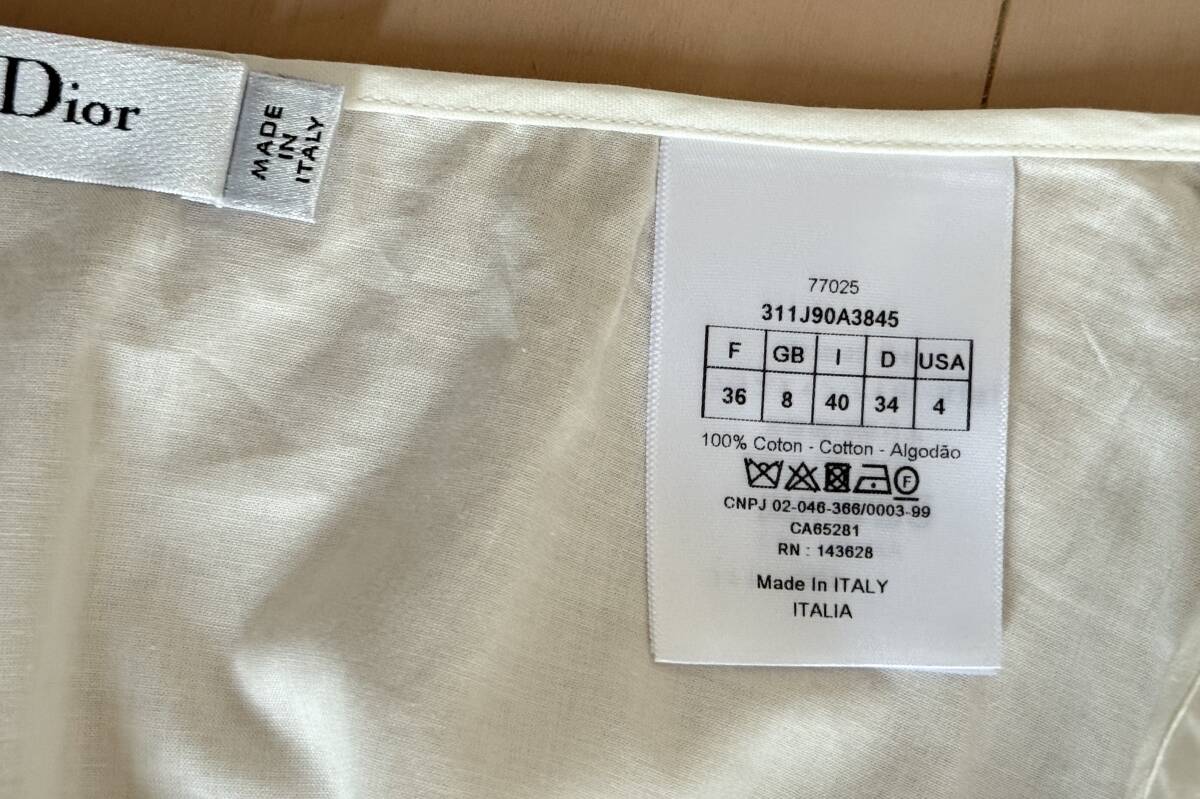 Dior
MADE
IN
ITALY
77025
311J90A3845
F GB I D USA
36 8 40 34 4
100% Coton - Cotton - Algodão
F
CNPJ 02-046-366/0003-99
CA65281
RN : 143628
Made In ITALY
ITALIA